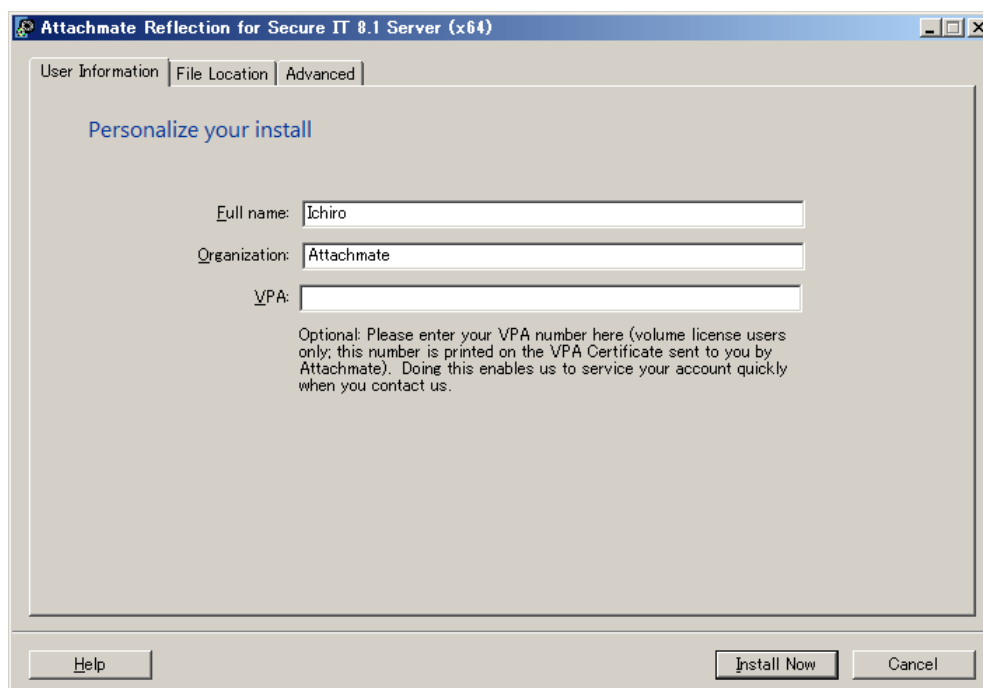 Attachmate Reflection for Secure IT 8.1 Server (x64)
User Information File Location Advanced
Personalize your install
Full name: Ichiro
Organization: Attachmate
VPA:
Optional: Please enter your VPA number here (volume license users
only; this number is printed on the VPA Certificate sent to you by
Attachmate). Doing this enables us to service your account quickly
when you contact us.
Help Install Now Cancel